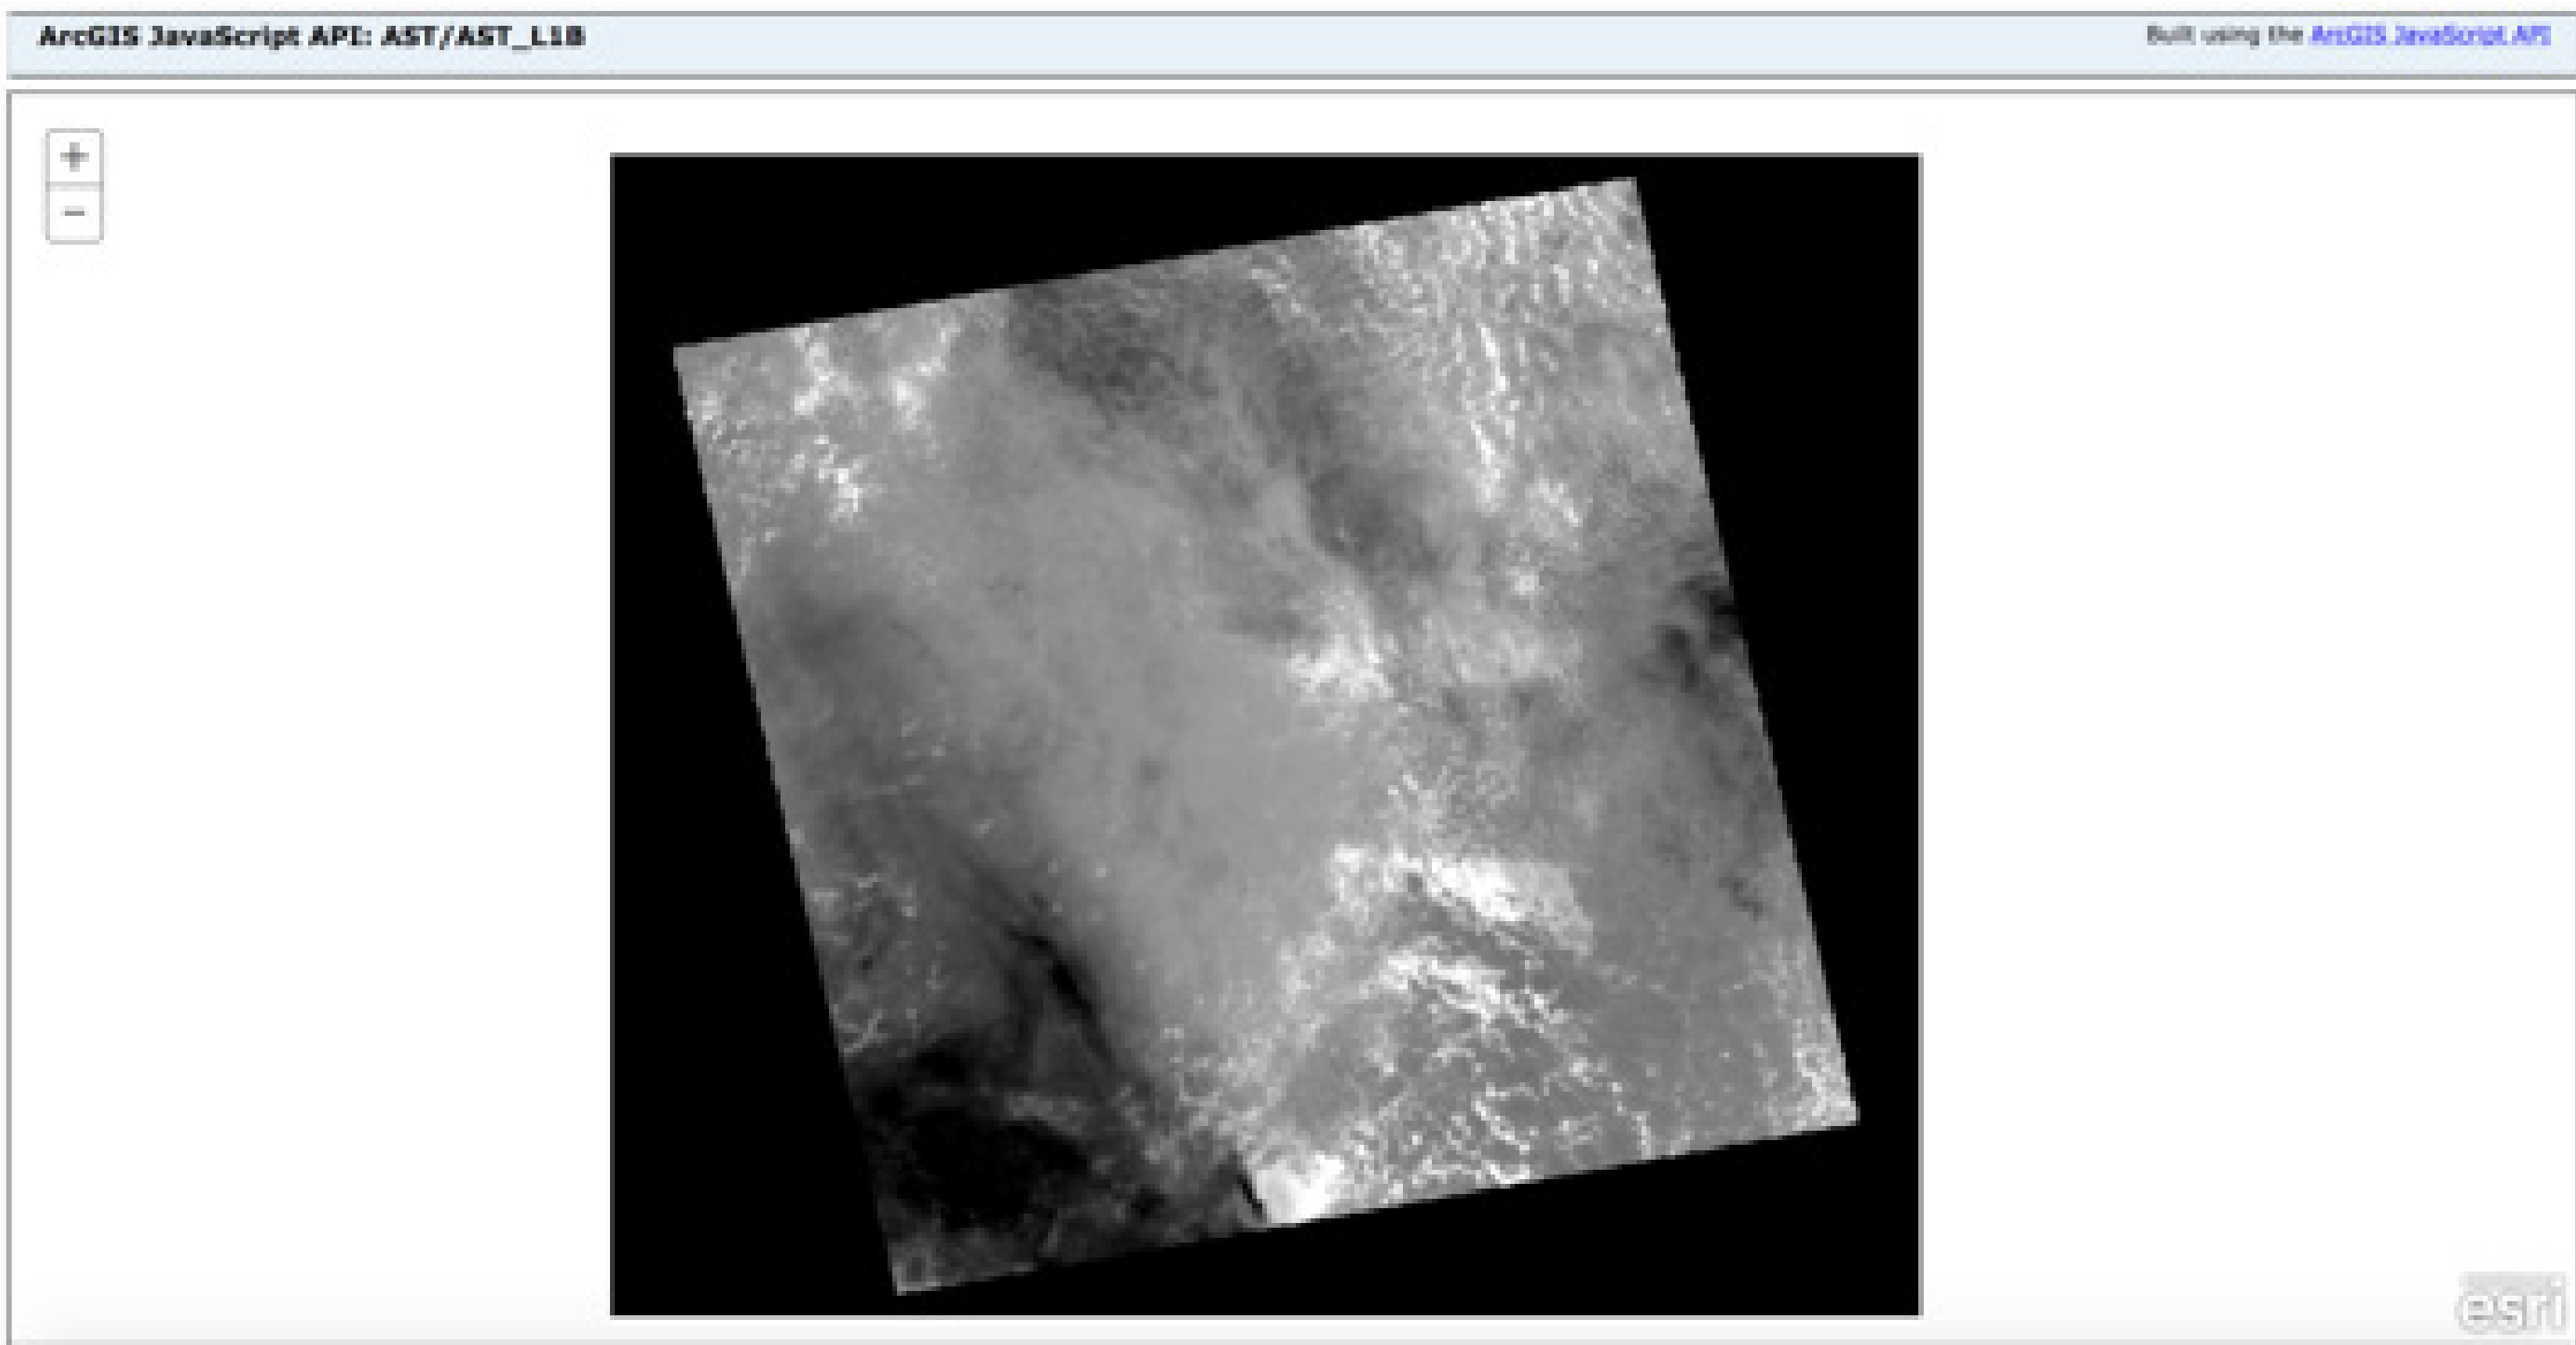 ArcGIS JavaScript API: AST/AST_L1B
Built using the ArcGIS JavaScript API
+
−
esri